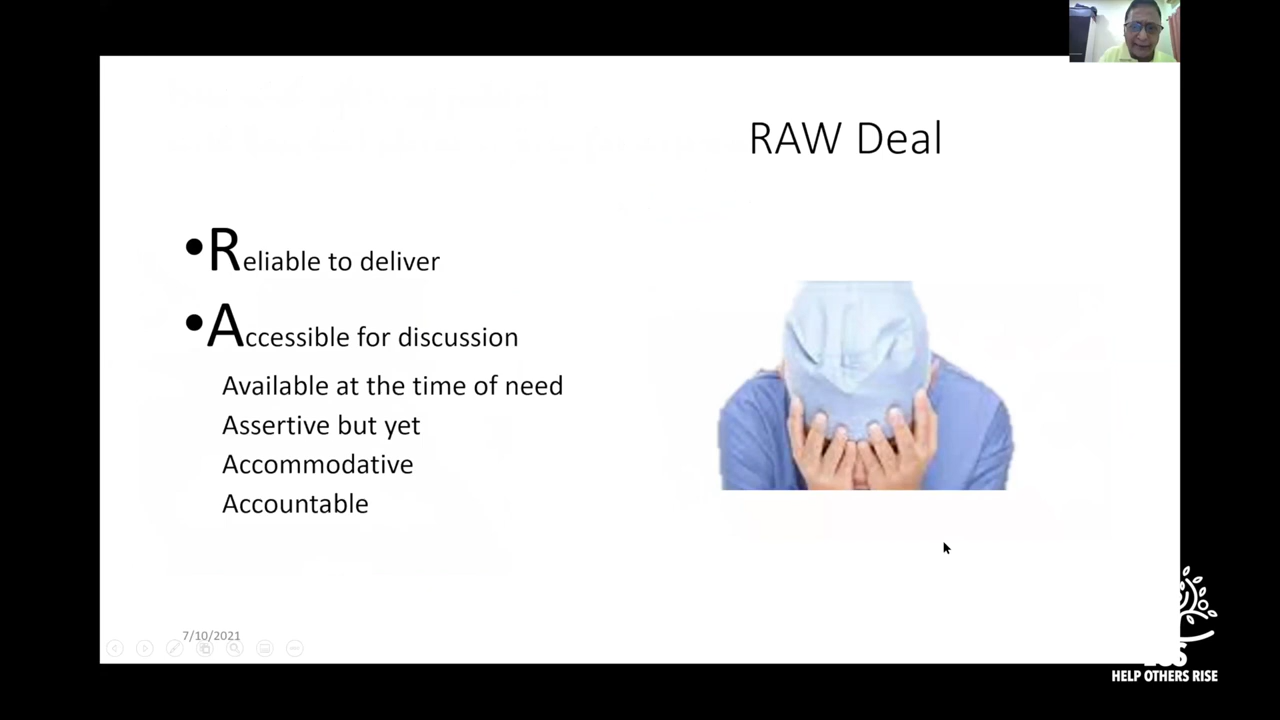 RAW Deal
•Reliable to deliver
•Accessible for discussion
Available at the time of need
Assertive but yet
Accommodative
Accountable
7/10/2021
HELP OTHERS RISE